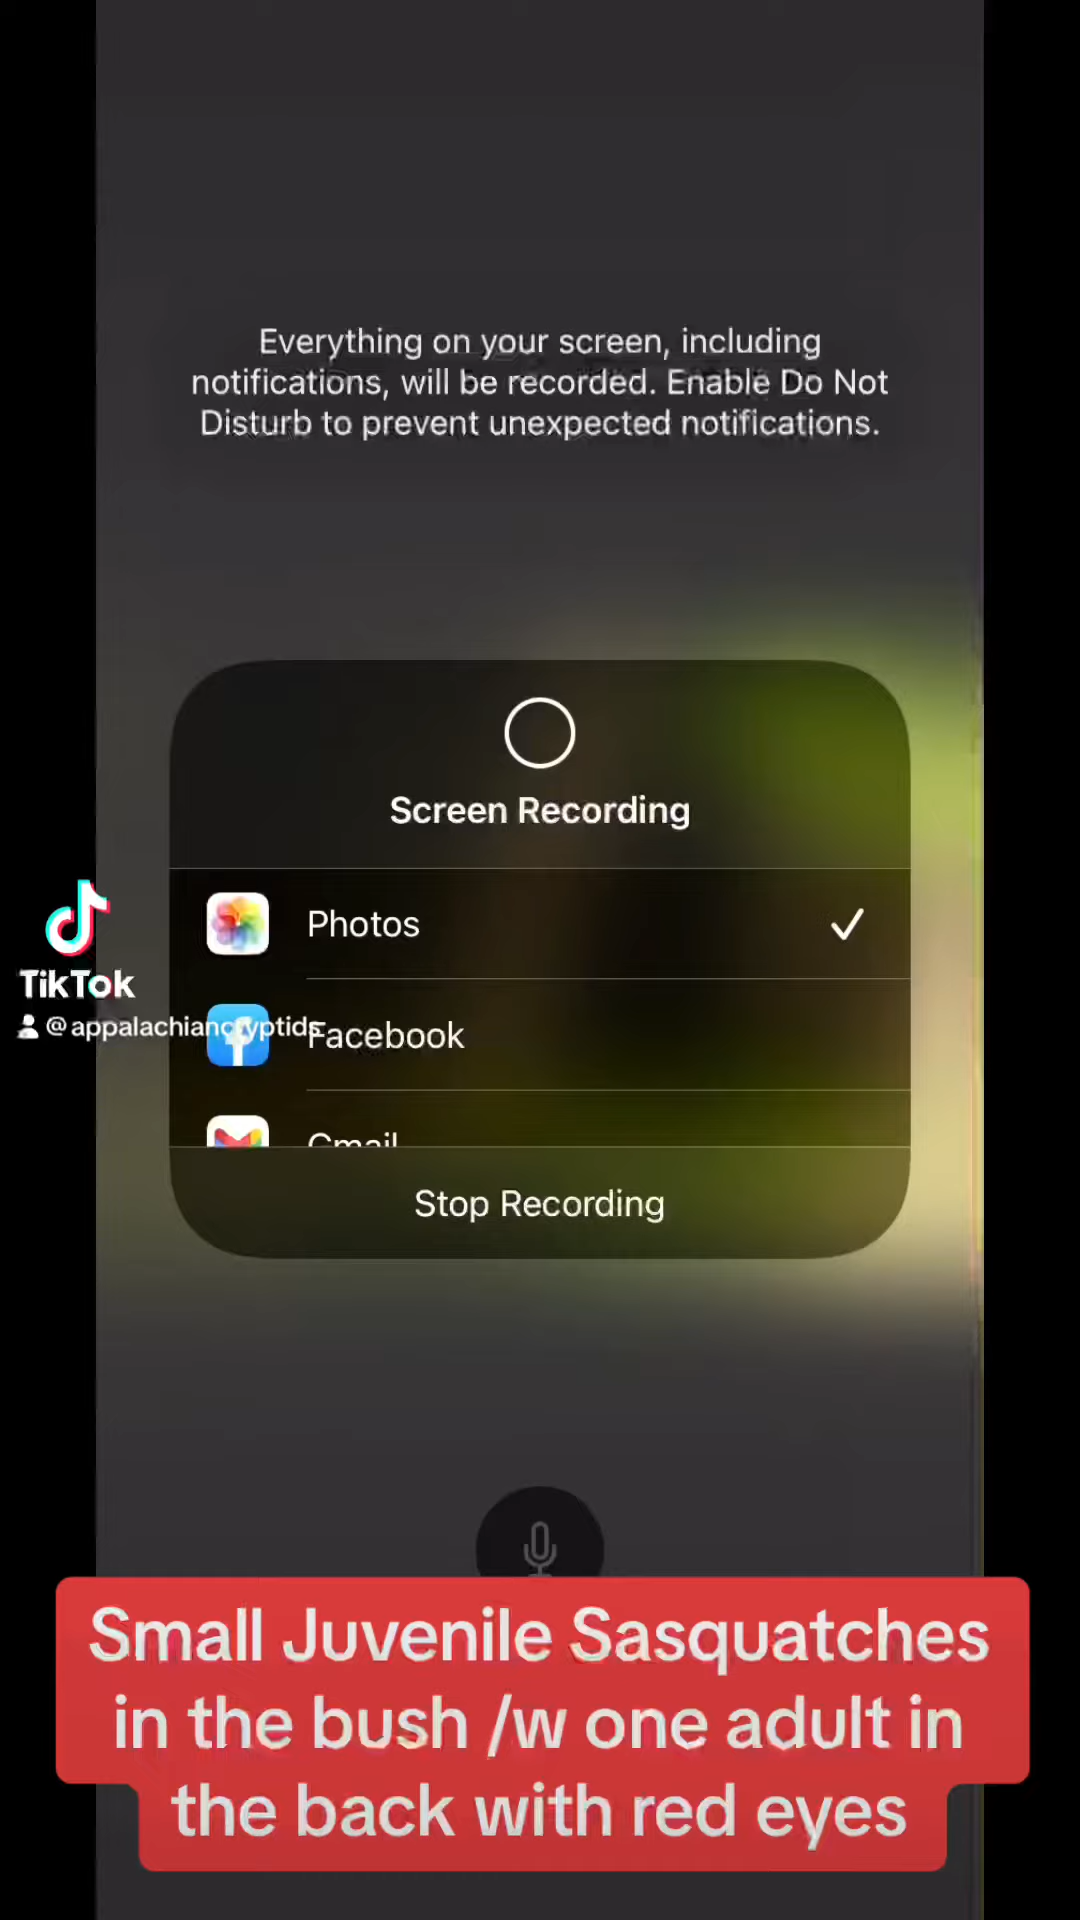 Everything on your screen, including
notifications, will be recorded. Enable Do Not
Disturb to prevent unexpected notifications.
Screen Recording
Photos
TikTok
@appalachiancryptids
Facebook
Gmail
Stop Recording
Small Juvenile Sasquatches
in the bush /w one adult in
the back with red eyes